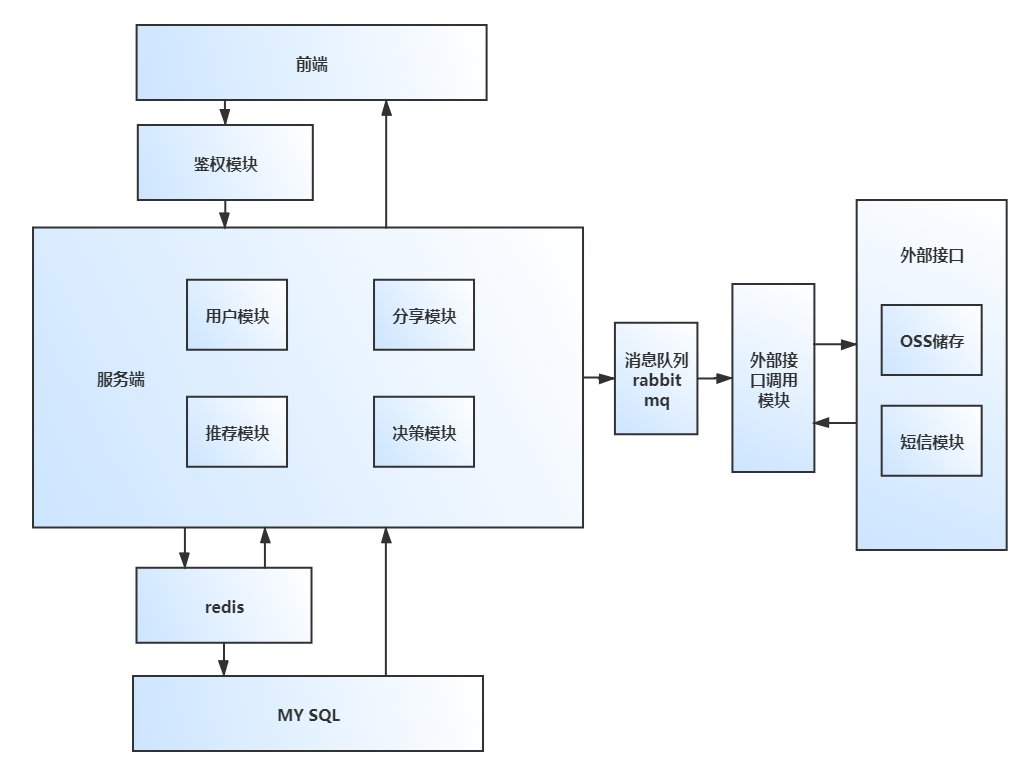 前端
鉴权模块
服务端
用户模块
分享模块
推荐模块
决策模块
消息队列
rabbit
mq
外部接
口调用
模块
外部接口
OSS储存
短信模块
redis
MY SQL